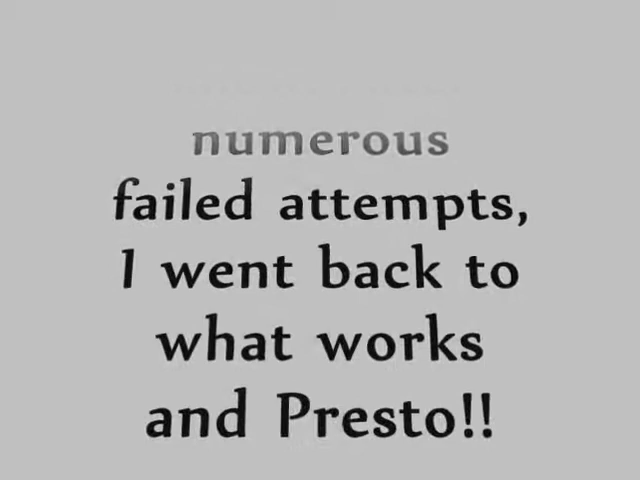 numerous
failed attempts,
I went back to
what works
and Presto!!